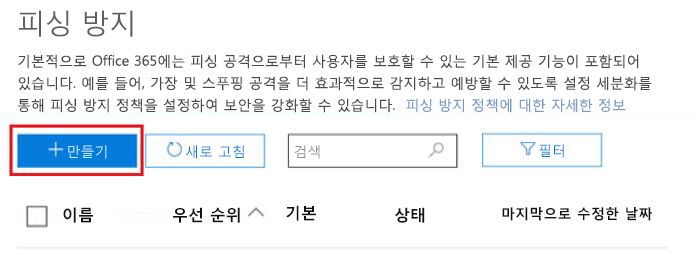 피싱 방지
기본적으로 Office 365에는 피싱 공격으로부터 사용자를 보호할 수 있는 기본 제공 기능이 포함되어
있습니다. 예를 들어, 가장 및 스푸핑 공격을 더 효과적으로 감지하고 예방할 수 있도록 설정 세분화를
통해 피싱 방지 정책을 설정하여 보안을 강화할 수 있습니다. 피싱 방지 정책에 대한 자세한 정보
+만들기 새로 고침 검색 필터
이름 우선 순위 기본 상태 마지막으로 수정한 날짜